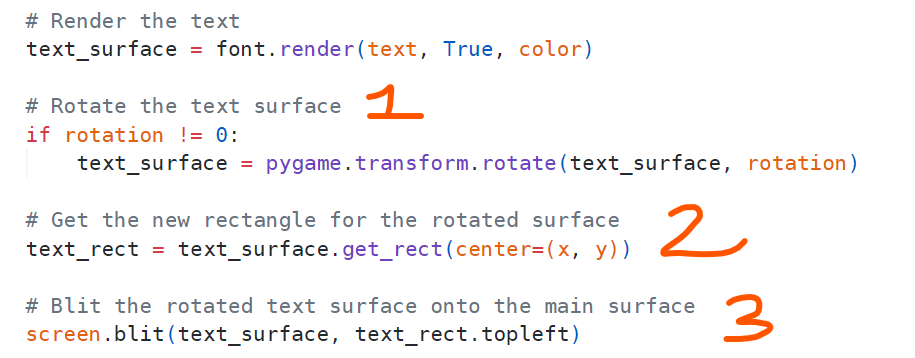 # Render the text
text_surface = font.render(text, True, color)
# Rotate the text surface 1
if rotation != 0:
    text_surface = pygame.transform.rotate(text_surface, rotation)
# Get the new rectangle for the rotated surface 2
text_rect = text_surface.get_rect(center=(x, y))
# Blit the rotated text surface onto the main surface 3
screen.blit(text_surface, text_rect.topleft)